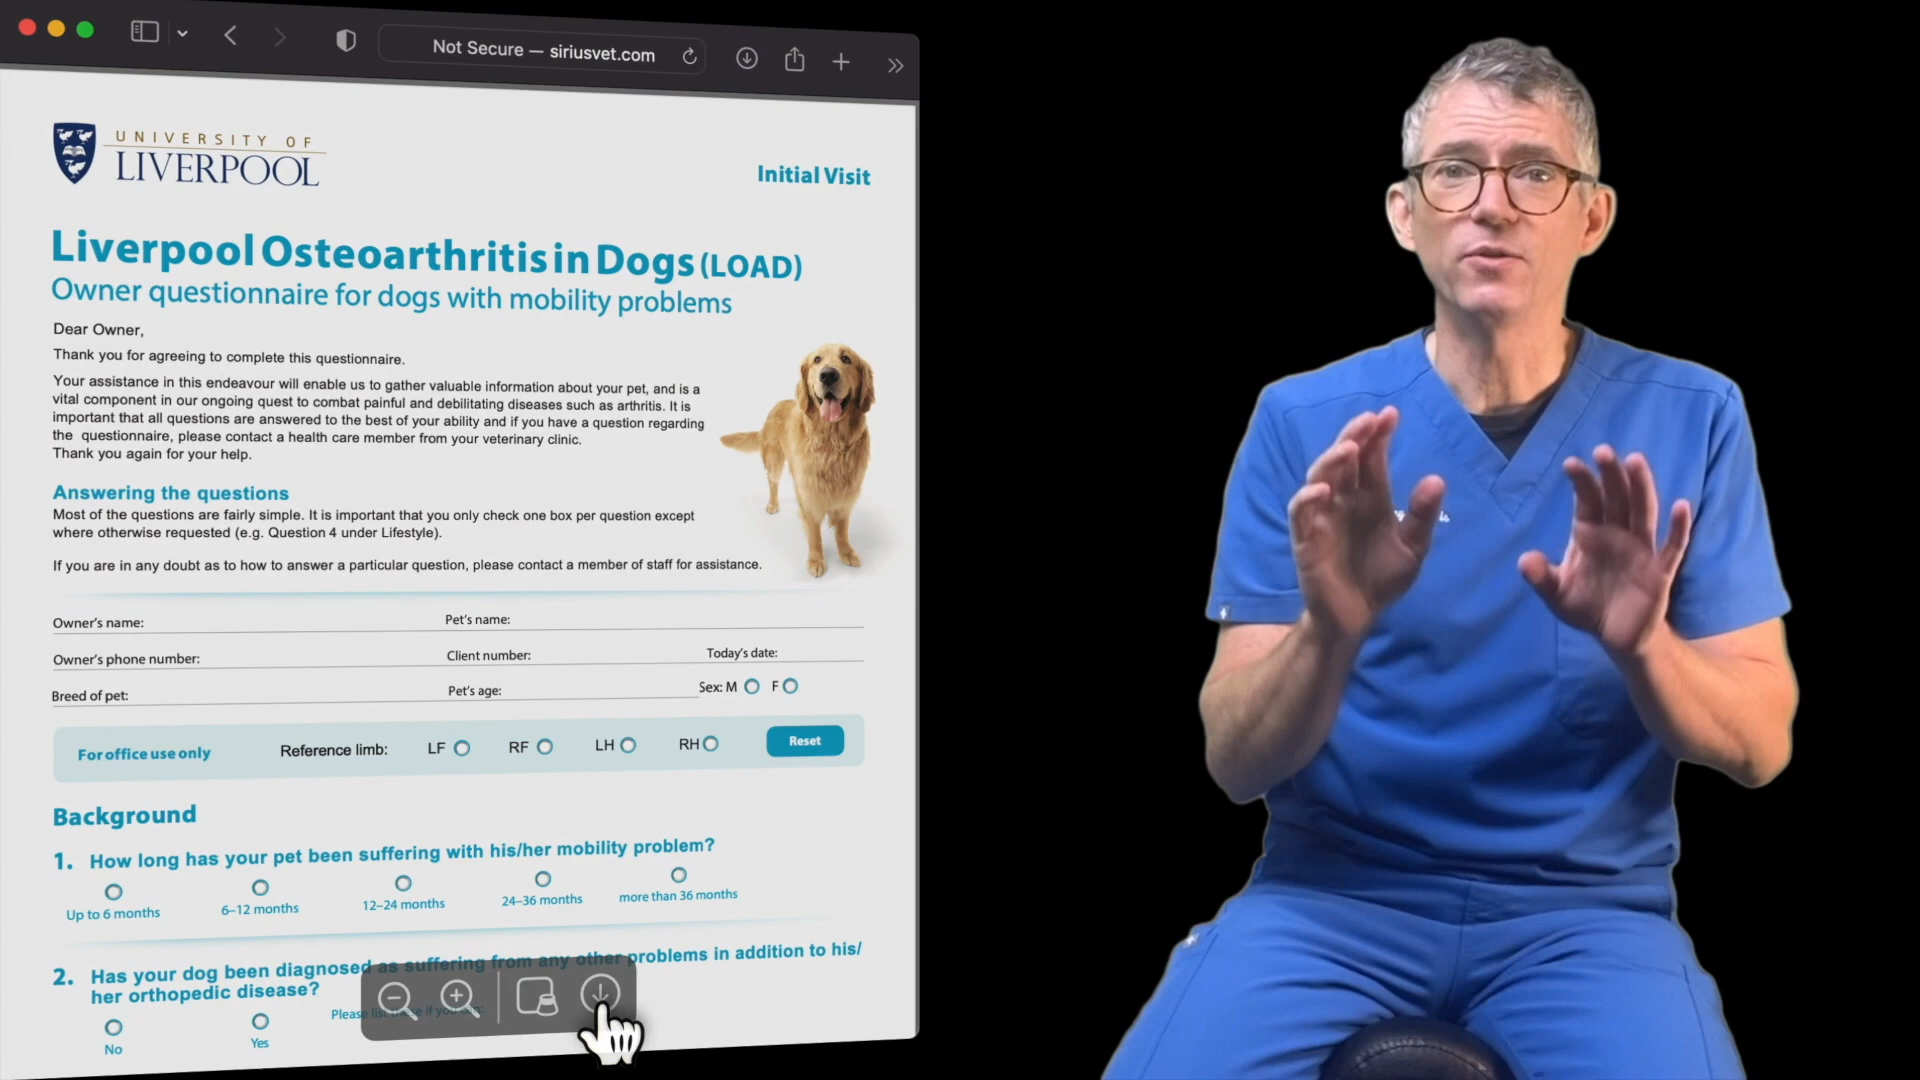 Not Secure — siriusvet.com
UNIVERSITY OF
LIVERPOOL
Initial Visit
Liverpool Osteoarthritis in Dogs (LOAD)
Owner questionnaire for dogs with mobility problems
Dear Owner,
Thank you for agreeing to complete this questionnaire.
Your assistance in this endeavour will enable us to gather valuable information about your pet, and is a
vital component in our ongoing quest to combat painful and debilitating diseases such as arthritis. It is
important that all questions are answered to the best of your ability and if you have a question regarding
the questionnaire, please contact a health care member from your veterinary clinic.
Thank you again for your help.
Answering the questions
Most of the questions are fairly simple. It is important that you only check one box per question except
where otherwise requested (e.g. Question 4 under Lifestyle).
If you are in any doubt as to how to answer a particular question, please contact a member of staff for assistance.
Owner's name: Pet's name:
Owner's phone number: Client number: Today's date:
Breed of pet: Pet's age: Sex: M F
For office use only Reference limb: LF RF LH RH Reset
Background
1. How long has your pet been suffering with his/her mobility problem?
Up to 6 months 6–12 months 12–24 months 24–36 months more than 36 months
2. Has your dog been diagnosed as suffering from any other problems in addition to his/
her orthopedic disease?
Please list these if you can:
No Yes